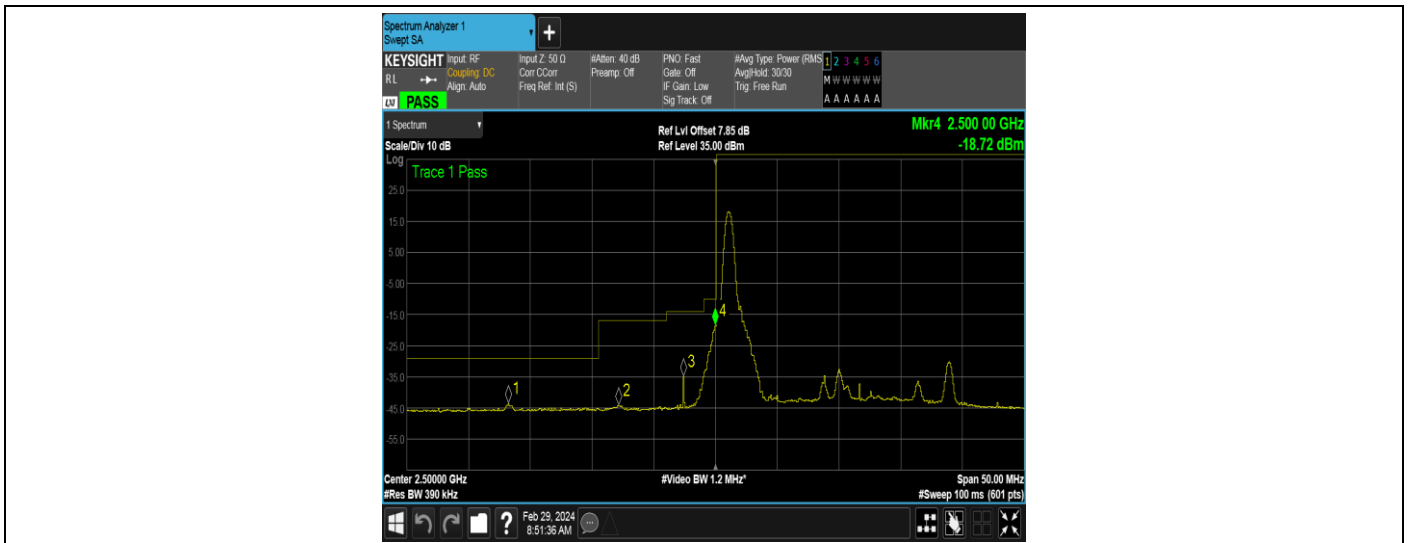 Spectrum Analyzer 1
Swept SA
+
KEYSIGHT
RL
LXI PASS
Input: RF
Coupling: DC
Align: Auto
Input Z: 50 Ω
Corr CCorr
Freq Ref: Int (S)
#Atten: 40 dB
Preamp: Off
PNO: Fast
Gate: Off
IF Gain: Low
Sig Track: Off
#Avg Type: Power (RMS
Avg|Hold: 30/30
Trig: Free Run
1 2 3 4 5 6
M W W W W W
A A A A A A
1 Spectrum
Scale/Div 10 dB
Ref Lvl Offset 7.85 dB
Ref Level 35.00 dBm
Mkr4 2.500 00 GHz
-18.72 dBm
Log
Trace 1 Pass
25.0
15.0
5.00
-5.00
-15.0
-25.0
-35.0
-45.0
-55.0
1
2
3
4
Center 2.50000 GHz
#Res BW 390 kHz
#Video BW 1.2 MHz*
Span 50.00 MHz
#Sweep 100 ms (601 pts)
?
Feb 29, 2024
8:51:36 AM